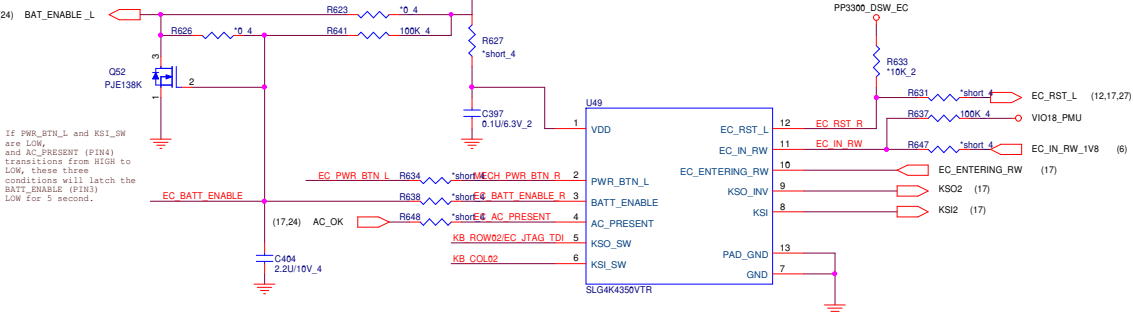 24) BAT_ENABLE _L
R623 *0_4
R626 *0_4
R641 100K_4
R627
*short_4
Q52
PJE138K
3
2
1
C397
0.1U/6.3V_2
If PWR_BTN_L and KSI_SW
are LOW,
and AC_PRESENT (PIN4)
transitions from HIGH to
LOW, these three
conditions will latch the
BATT_ENABLE (PIN3)
LOW for 5 second.
EC_BATT_ENABLE
C404
2.2U/10V_4
EC_PWR_BTN_L R634 *short_4 MECH_PWR_BTN_R
R638 *short_4 EC_BATT_ENABLE_R
(17,24) AC_OK R648 *short_4 EC_AC_PRESENT
KB_ROW02/EC_JTAG_TDI
KB_COL02
U49
1 VDD
2 PWR_BTN_L
3 BATT_ENABLE
4 AC_PRESENT
5 KSO_SW
6 KSI_SW
EC_RST_L 12
EC_IN_RW 11
EC_ENTERING_RW 10
KSO_INV 9
KSI 8
PAD_GND 13
GND 7
SLG4K4350VTR
PP3300_DSW_EC
R633
*10K_2
EC_RST_R
R631 *short_4 EC_RST_L (12,17,27)
R637 100K_4 VIO18_PMU
EC_IN_RW
R647 *short_4 EC_IN_RW_1V8 (6)
EC_ENTERING_RW (17)
KSO2 (17)
KSI2 (17)